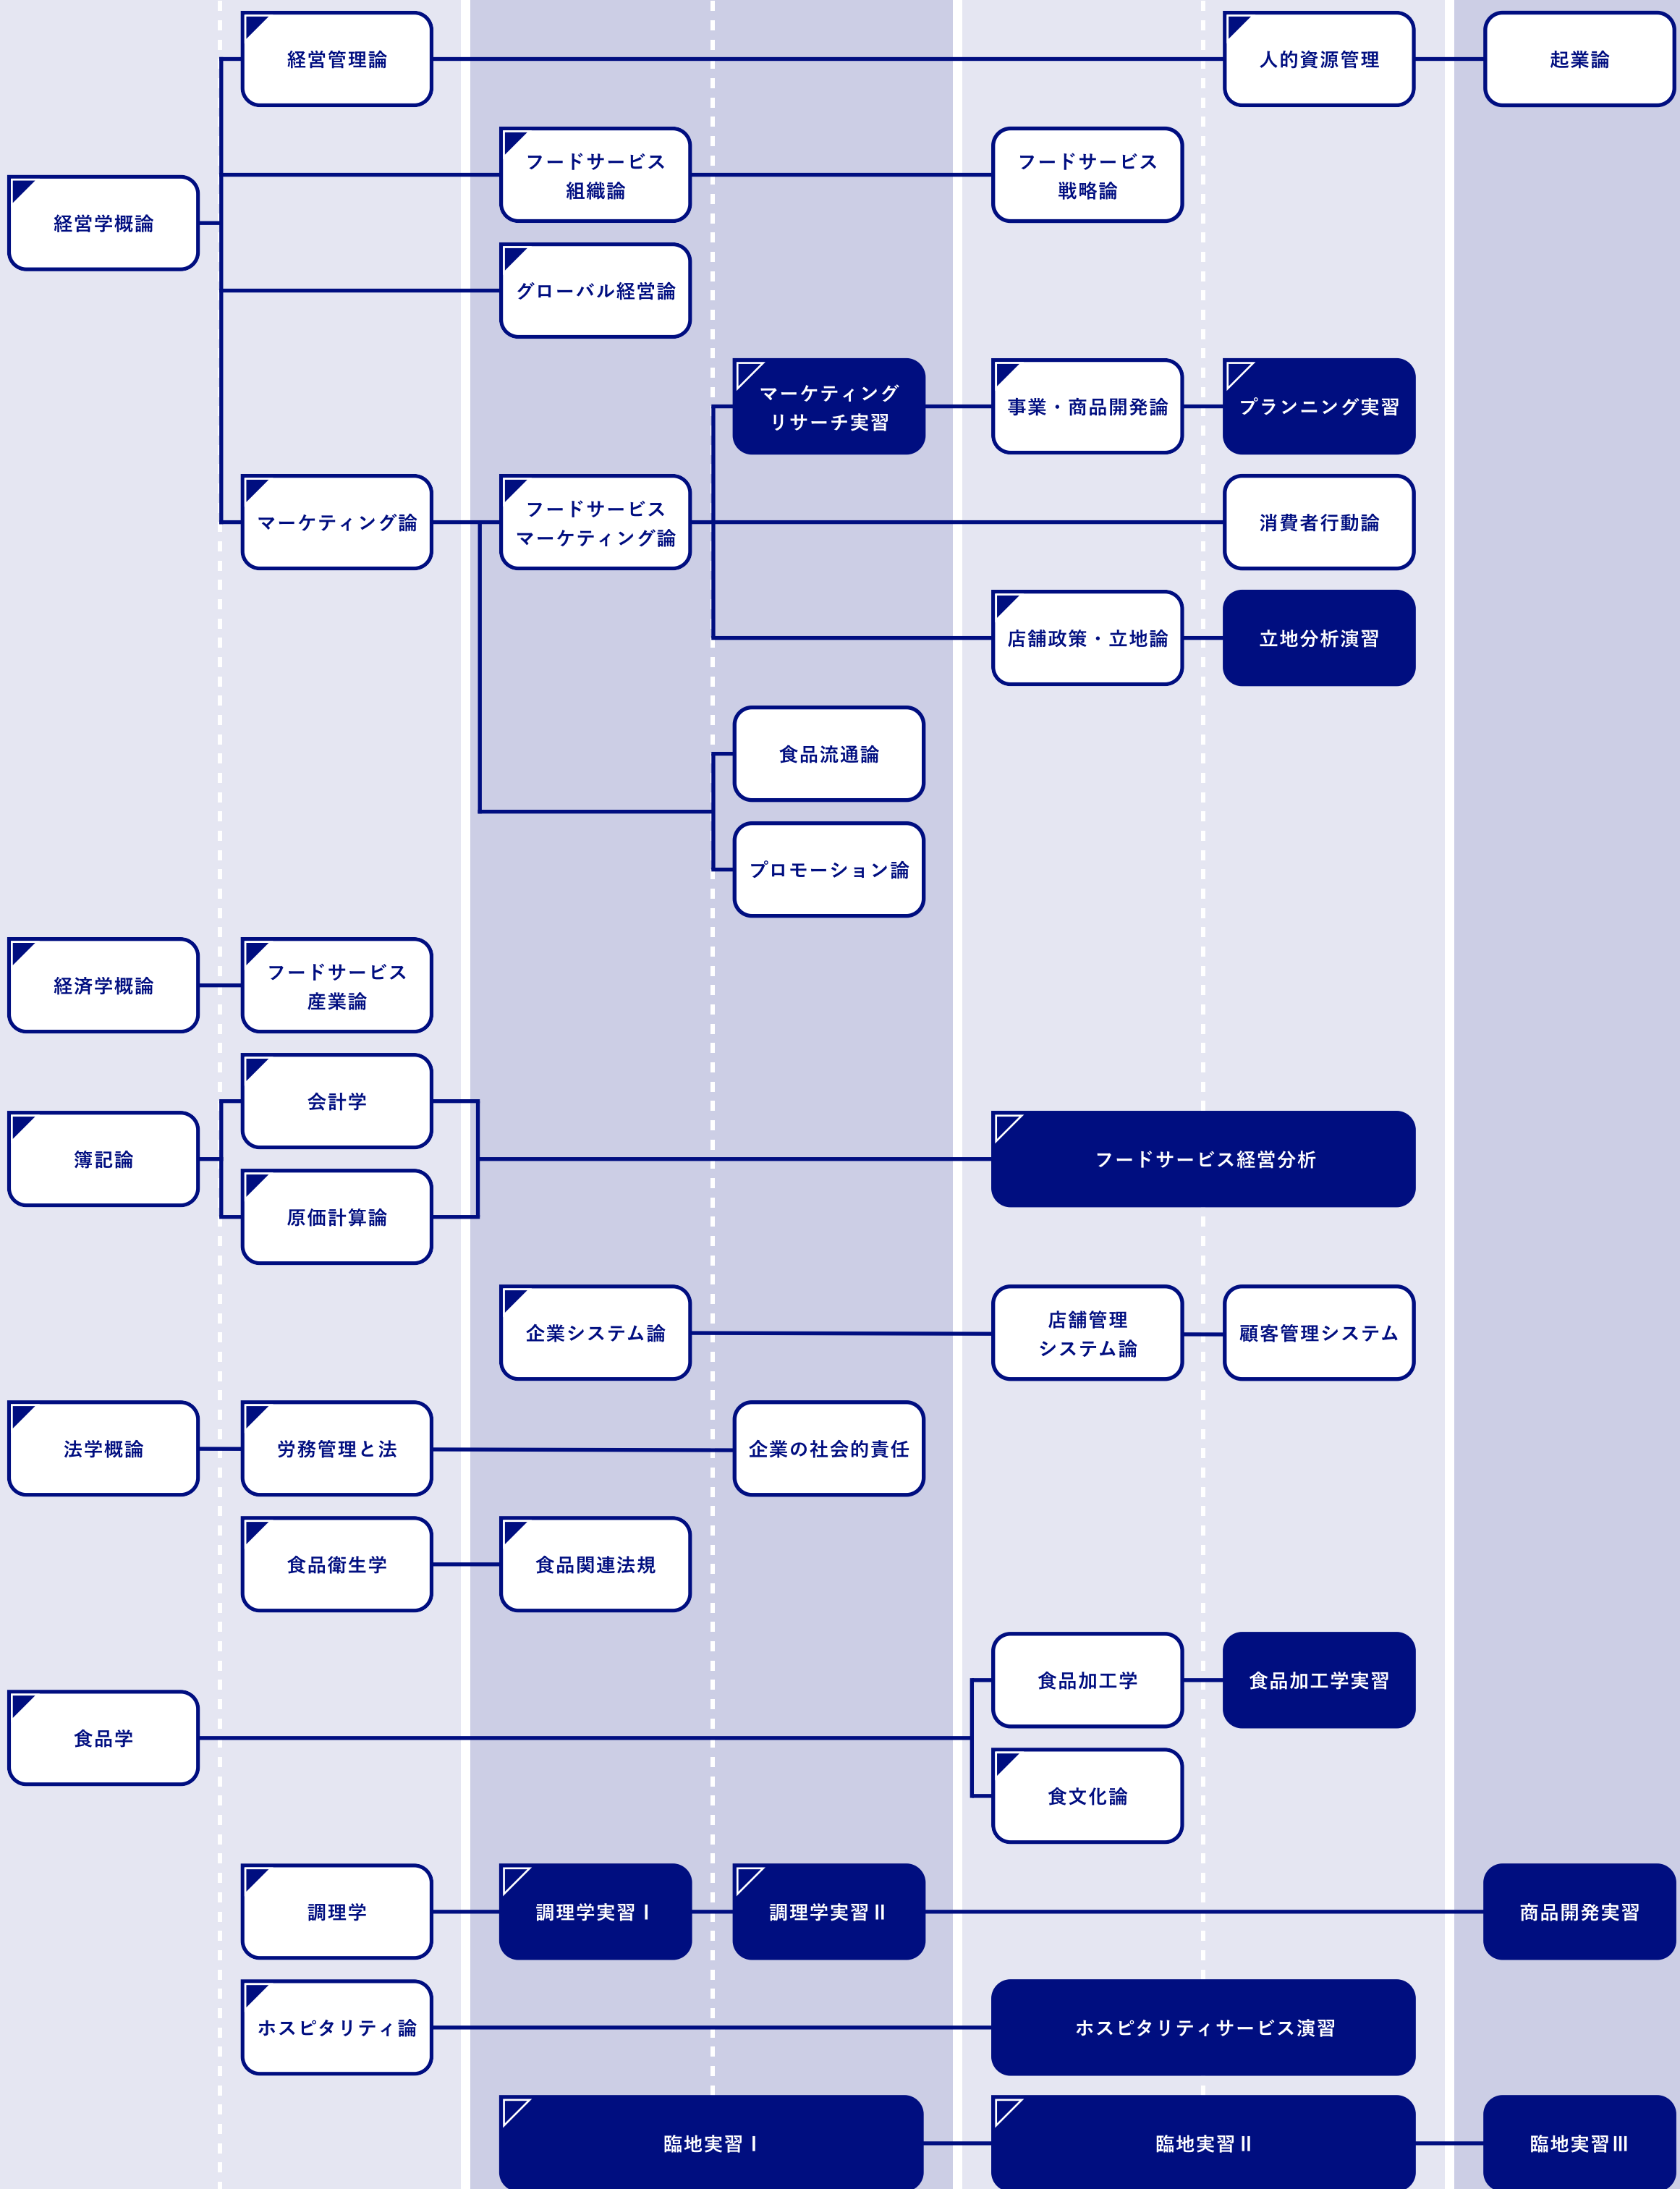 経営管理論
人的資源管理
起業論
フードサービス
組織論
フードサービス
戦略論
経営学概論
グローバル経営論
マーケティング
リサーチ実習
事業・商品開発論
プランニング実習
マーケティング論
フードサービス
マーケティング論
消費者行動論
店舗政策・立地論
立地分析演習
食品流通論
プロモーション論
経済学概論
フードサービス
産業論
会計学
簿記論
フードサービス経営分析
原価計算論
企業システム論
店舗管理
システム論
顧客管理システム
法学概論
労務管理と法
企業の社会的責任
食品衛生学
食品関連法規
食品加工学
食品加工学実習
食品学
食文化論
調理学
調理学実習Ⅰ
調理学実習Ⅱ
商品開発実習
ホスピタリティ論
ホスピタリティサービス演習
臨地実習Ⅰ
臨地実習Ⅱ
臨地実習Ⅲ